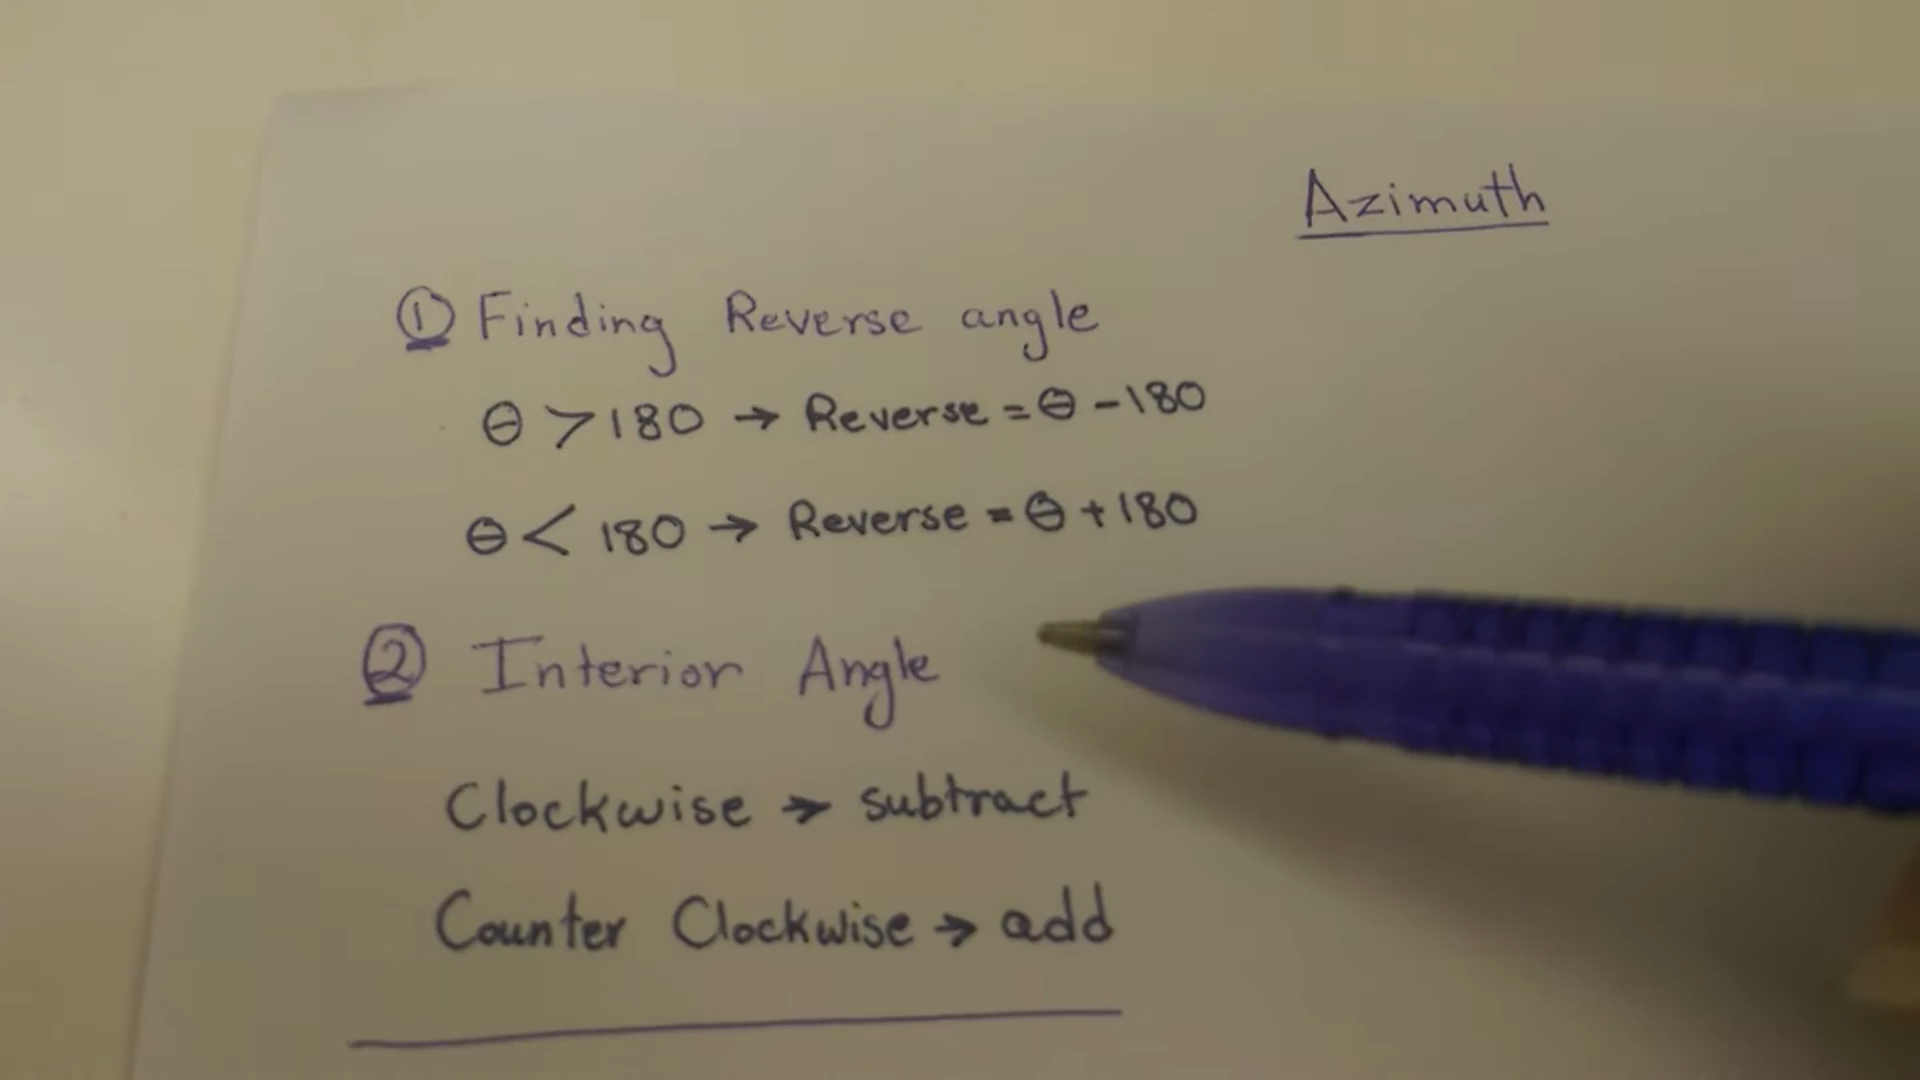 Azimuth
① Finding Reverse angle
θ > 180 → Reverse = θ - 180
θ < 180 → Reverse = θ + 180
② Interior Angle
Clockwise → subtract
Counter Clockwise → add